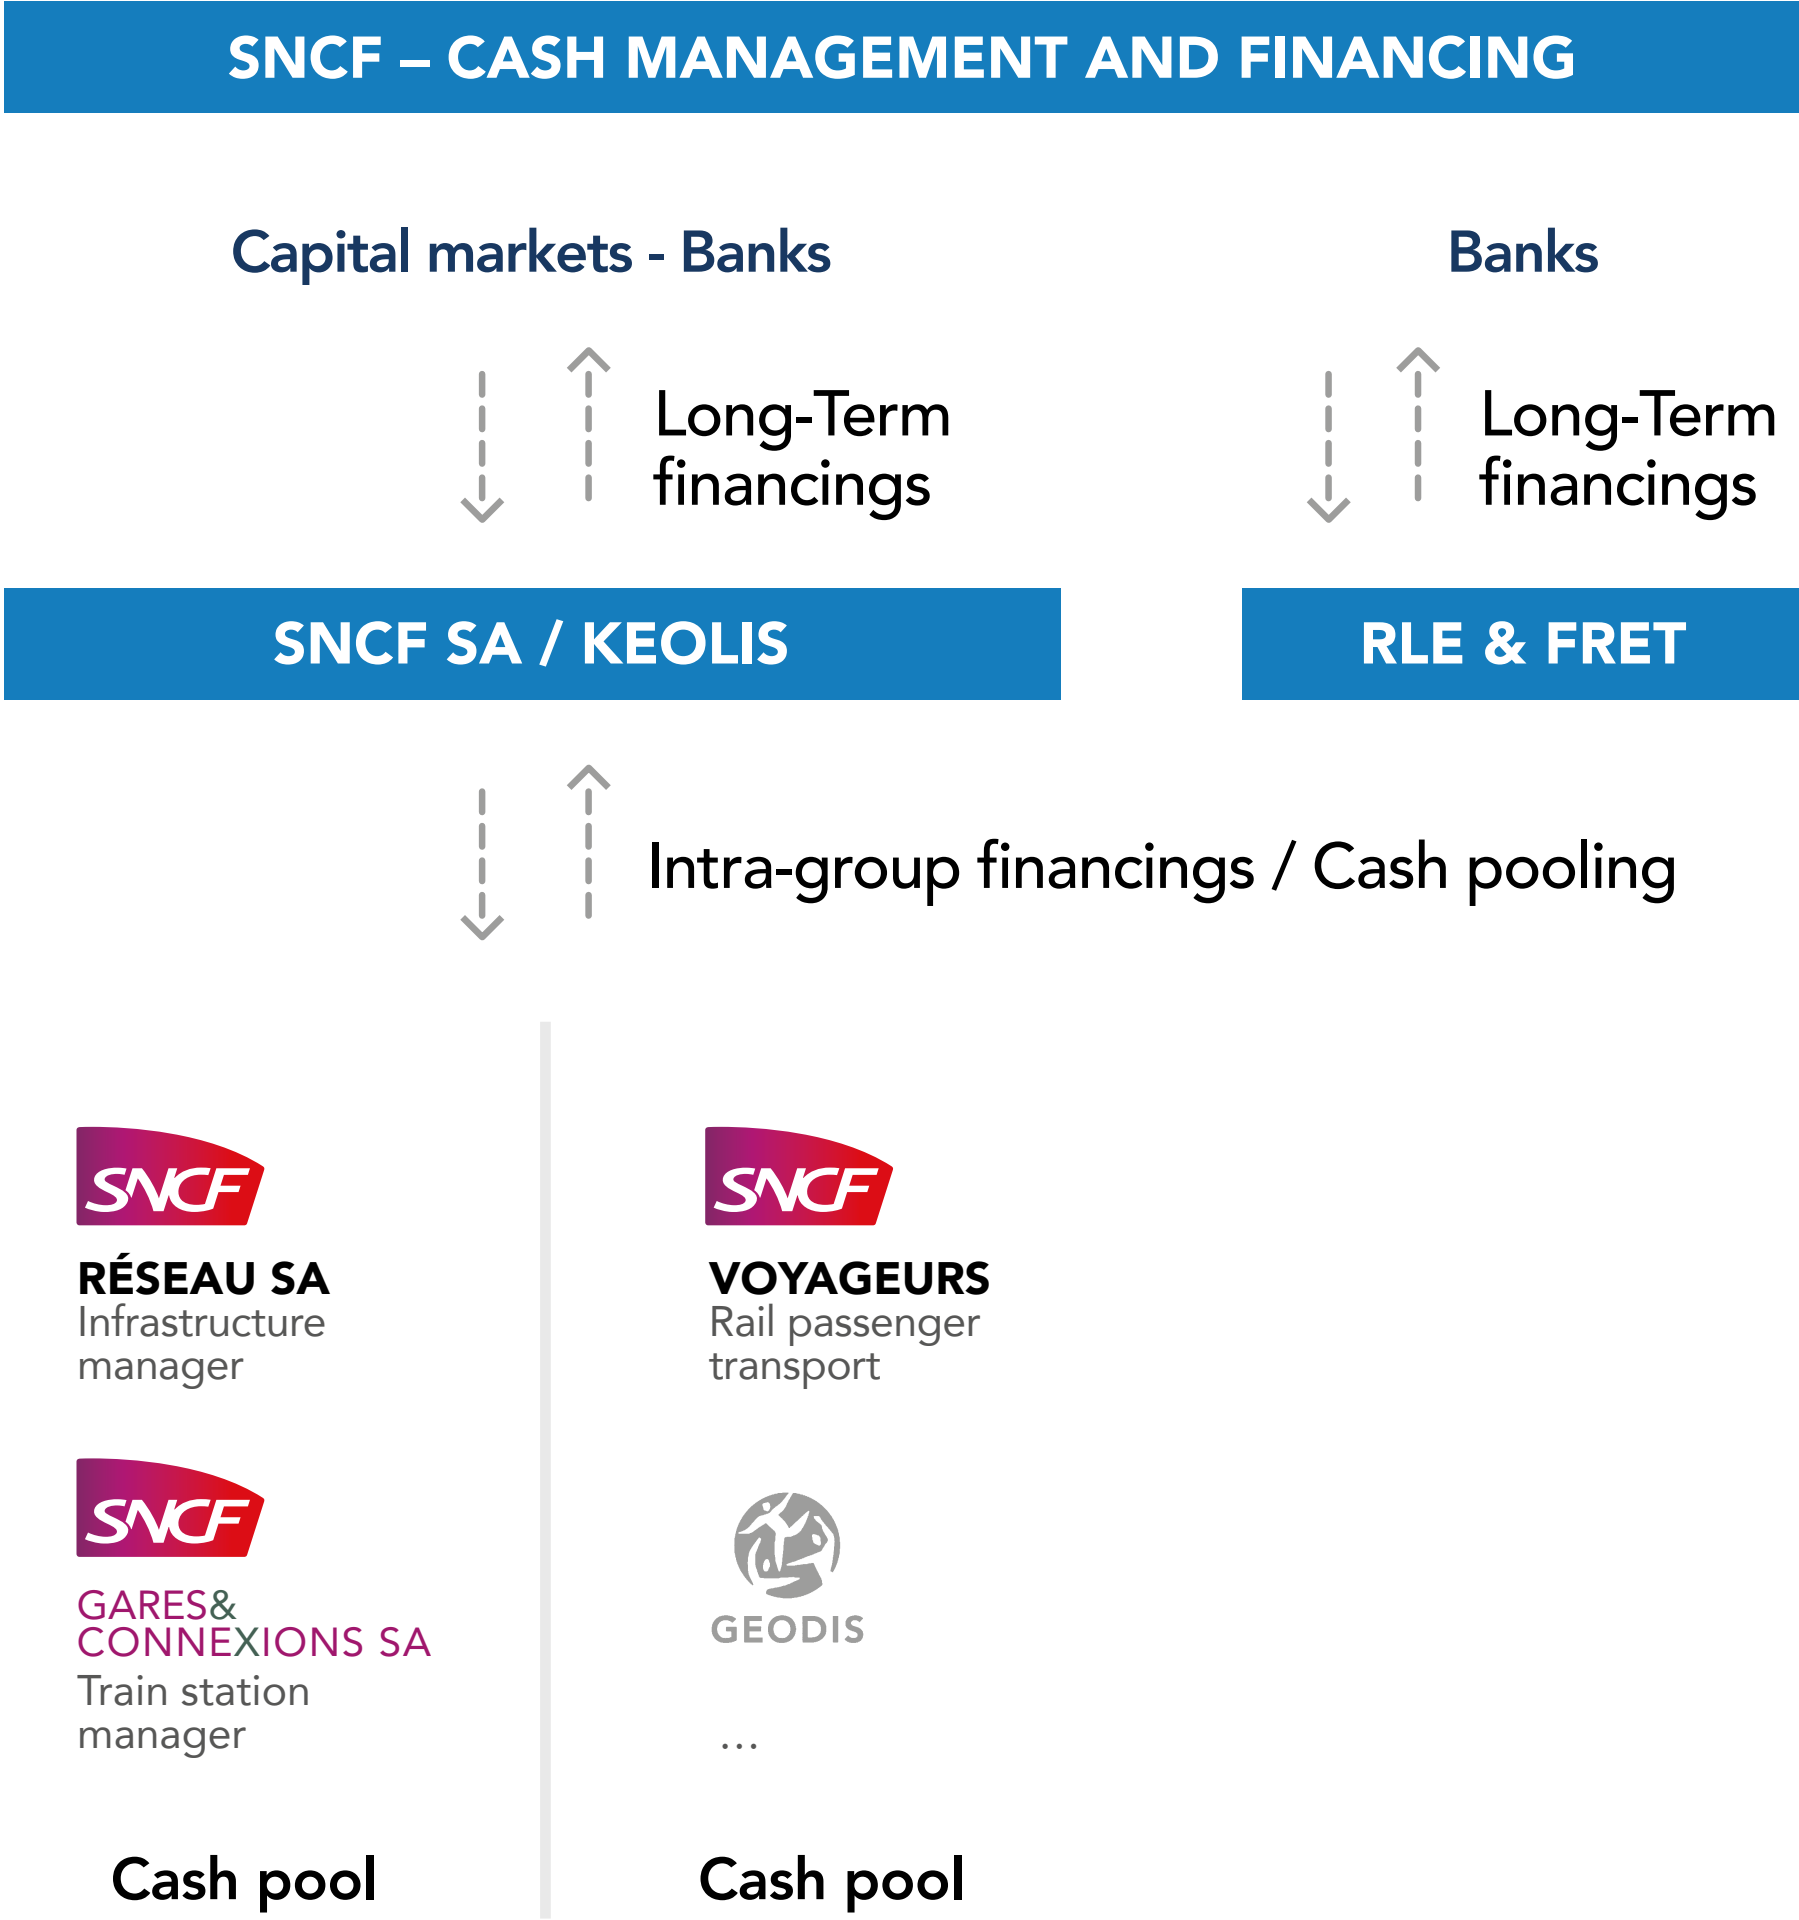 SNCF – CASH MANAGEMENT AND FINANCING
Capital markets - Banks
Long-Term
financings
Banks
Long-Term
financings
SNCF SA / KEOLIS
RLE & FRET
Intra-group financings / Cash pooling
SNCF
RÉSEAU SA
Infrastructure
manager
SNCF
GARES&
CONNEXIONS SA
Train station
manager
Cash pool
SNCF
VOYAGEURS
Rail passenger
transport
GEODIS
...
Cash pool